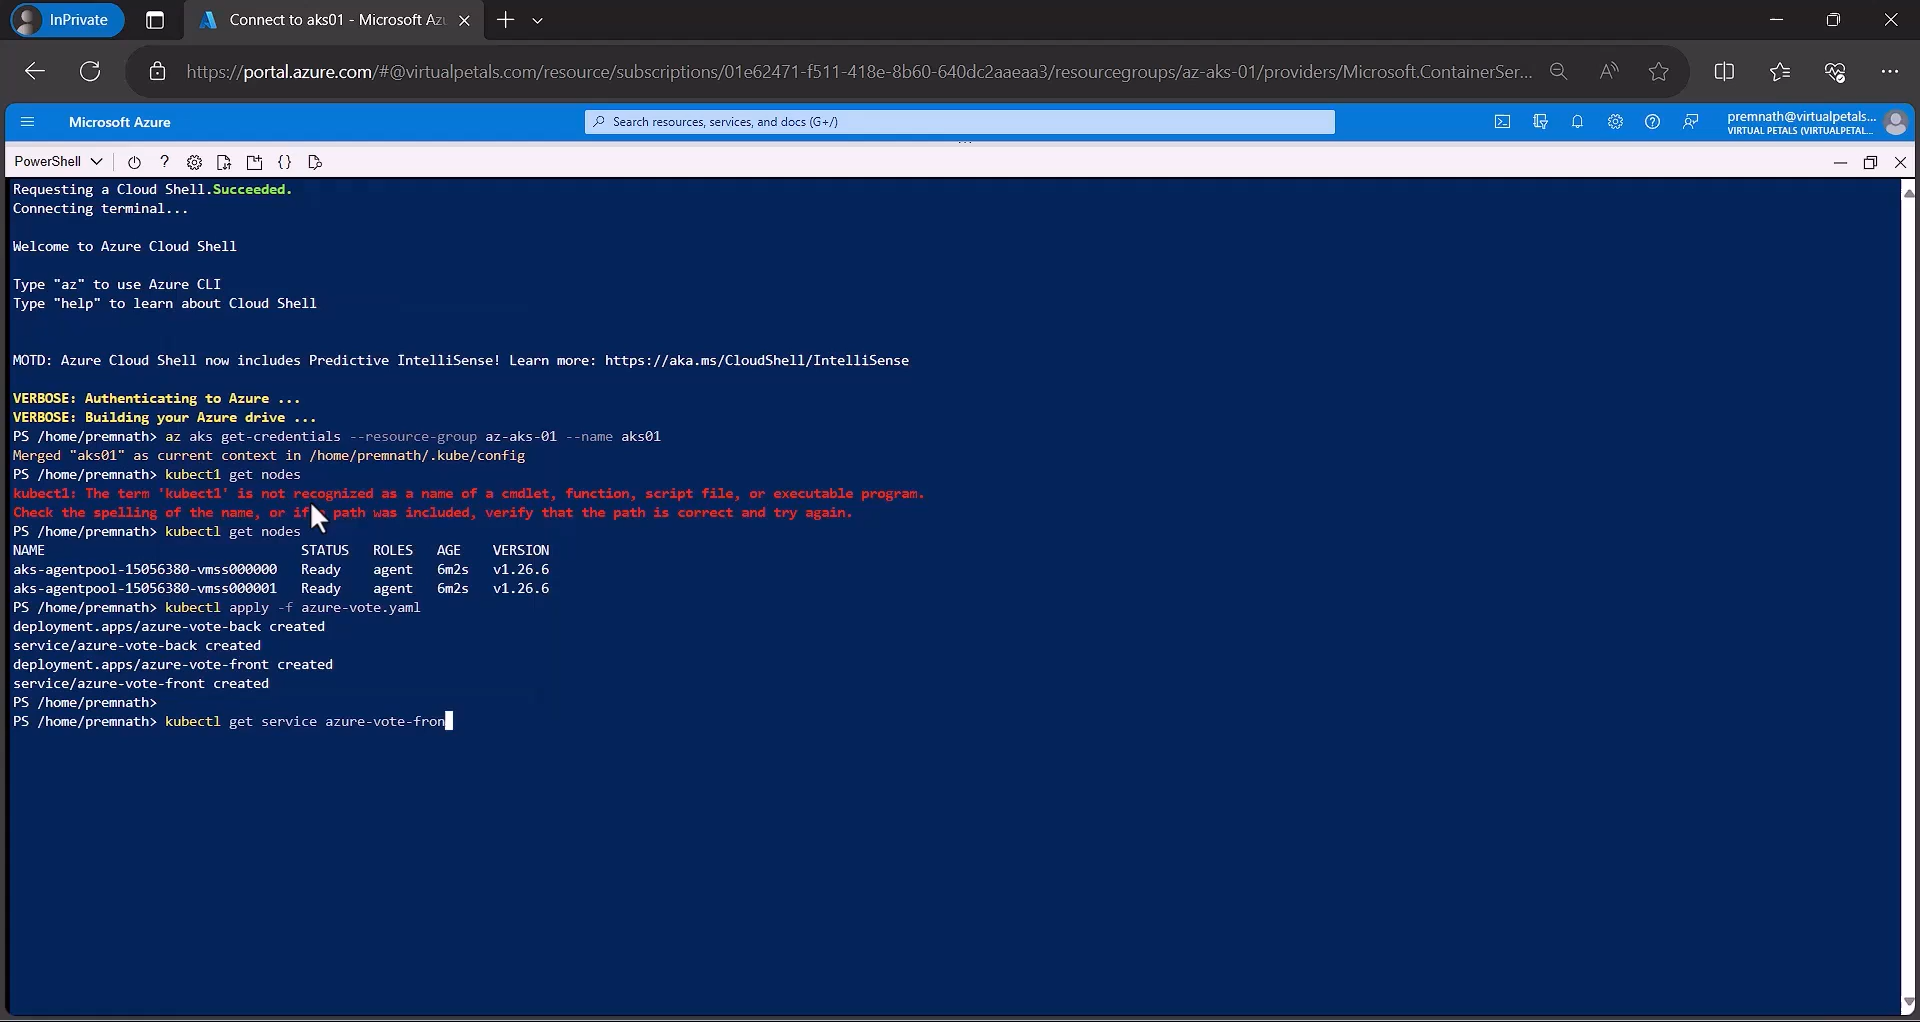 InPrivate
Connect to aks01 - Microsoft Az
https://portal.azure.com/#@virtualpetals.com/resource/subscriptions/01e62471-f511-418e-8b60-640dc2aaeaa3/resourcegroups/az-aks-01/providers/Microsoft.ContainerSer...
Microsoft Azure
Search resources, services, and docs (G+/)
premnath@virtualpetals...
VIRTUAL PETALS (VIRTUALPETAL...
PowerShell
Requesting a Cloud Shell.Succeeded.
Connecting terminal...
Welcome to Azure Cloud Shell
Type "az" to use Azure CLI
Type "help" to learn about Cloud Shell
MOTD: Azure Cloud Shell now includes Predictive IntelliSense! Learn more: https://aka.ms/CloudShell/IntelliSense
VERBOSE: Authenticating to Azure ...
VERBOSE: Building your Azure drive ...
PS /home/premnath> az aks get-credentials --resource-group az-aks-01 --name aks01
Merged "aks01" as current context in /home/premnath/.kube/config
PS /home/premnath> kubect1 get nodes
kubect1: The term 'kubect1' is not recognized as a name of a cmdlet, function, script file, or executable program.
Check the spelling of the name, or if path was included, verify that the path is correct and try again.
PS /home/premnath> kubectl get nodes
NAME STATUS ROLES AGE VERSION
aks-agentpool-15056380-vmss000000 Ready agent 6m2s v1.26.6
aks-agentpool-15056380-vmss000001 Ready agent 6m2s v1.26.6
PS /home/premnath> kubectl apply -f azure-vote.yaml
deployment.apps/azure-vote-back created
service/azure-vote-back created
deployment.apps/azure-vote-front created
service/azure-vote-front created
PS /home/premnath>
PS /home/premnath> kubectl get service azure-vote-fron